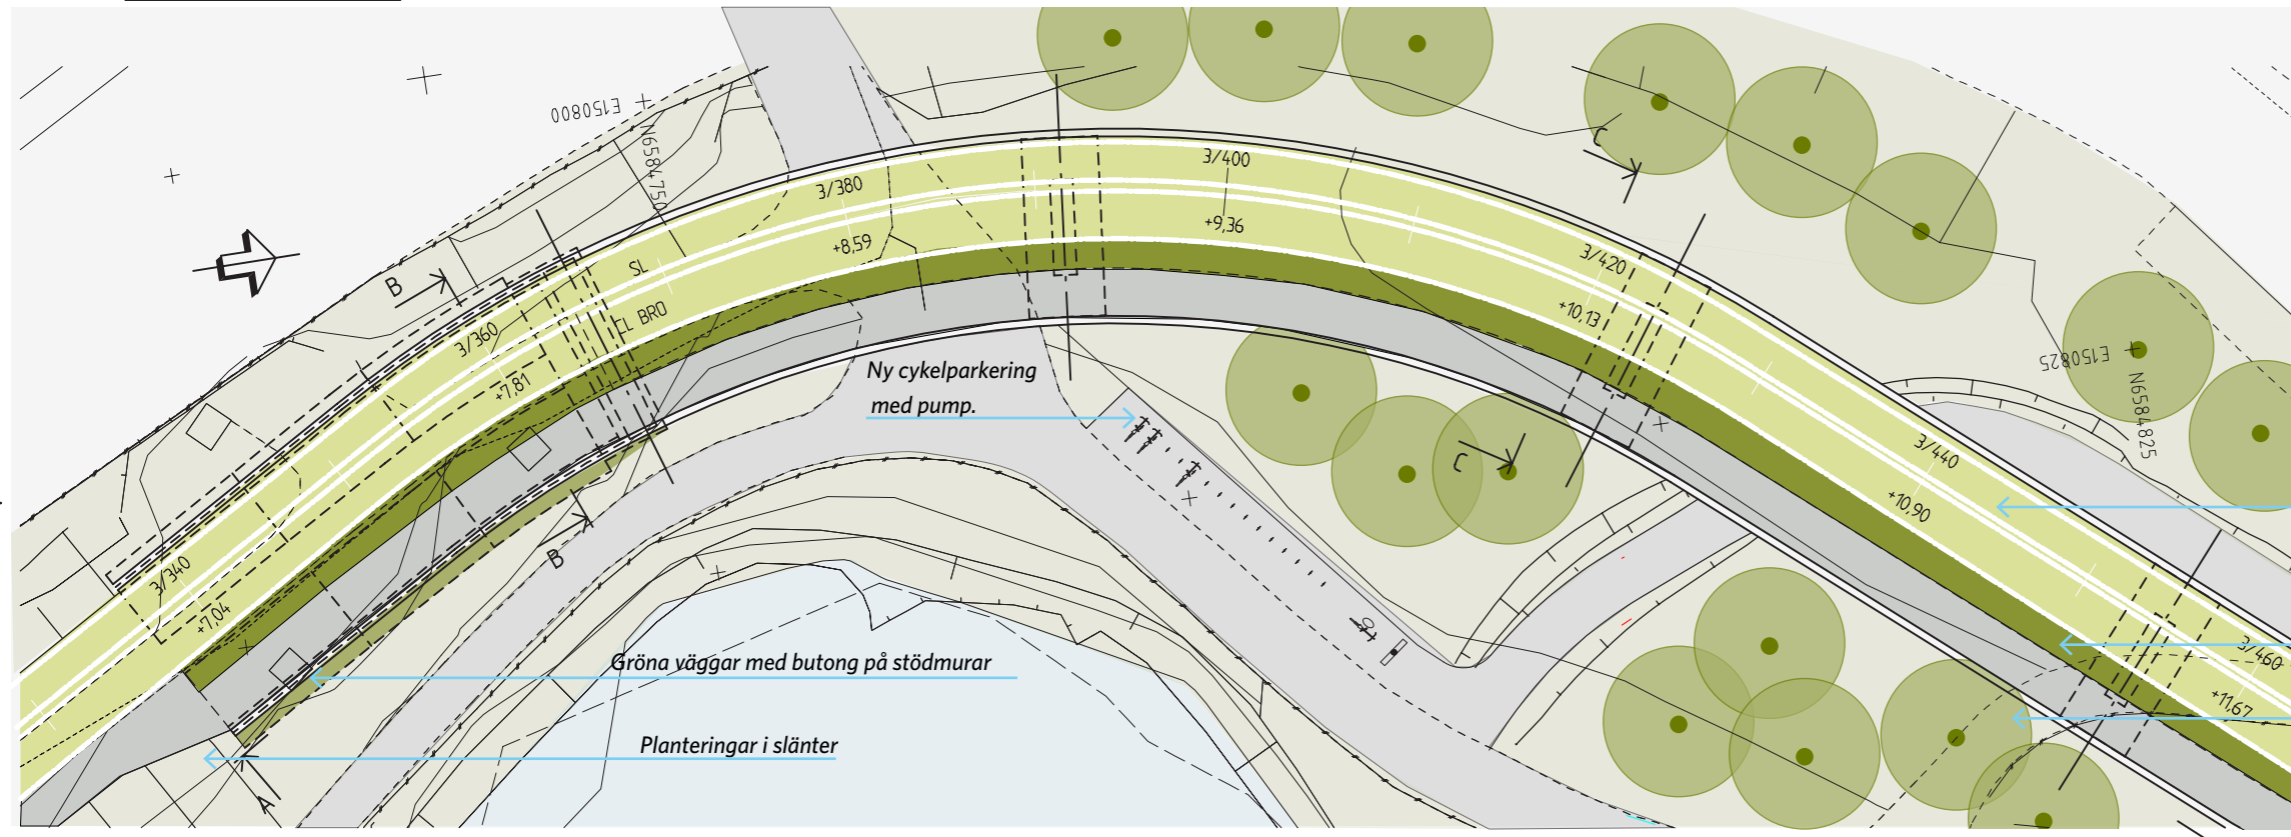 E150800
N6584750
3/400
C
3/380
+9,36
+8,59
SL
3/420
B
CL BRO
+10,13
3/360
E150825
N6584825
+7,81
Ny cykelparkering
med pump.
3/440
C
+10,90
B
3/340
+7,04
Gröna väggar med butong på stödmurar
3/460
+11,67
Planteringar i slänter
A